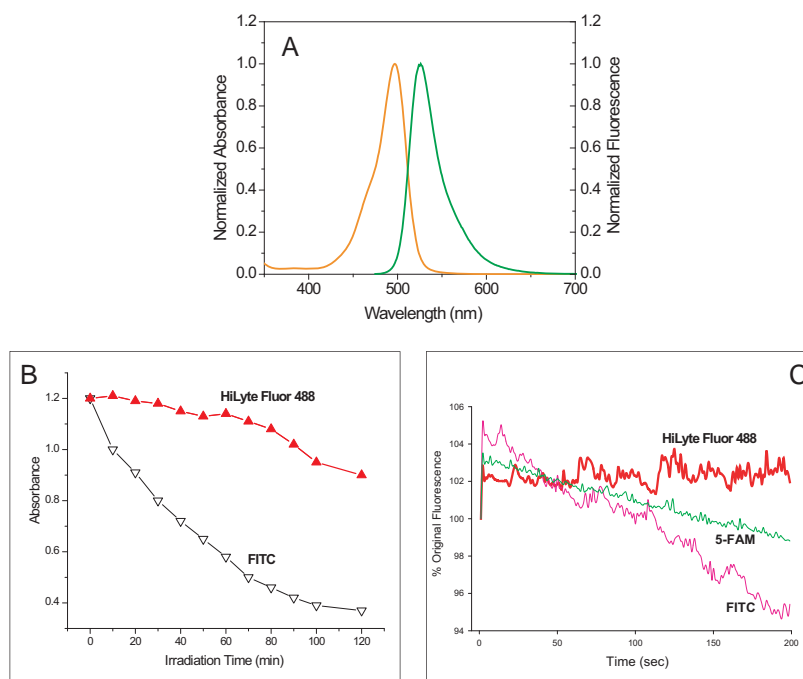 A
1.2
1.0
0.8
0.6
0.4
0.2
0.0
Normalized Absorbance
1.2
1.0
0.8
0.6
0.4
0.2
0.0
Normalized Fluorescence
400 500 600 700
Wavelength (nm)
B
HiLyte Fluor 488
FITC
1.2
1.0
0.8
0.6
0.4
Absorbance
0 20 40 60 80 100 120
Irradiation Time (min)
C
HiLyte Fluor 488
5-FAM
FITC
106
104
102
100
98
96
94
% Original Fluorescence
0 50 100 150 200
Time (sec)